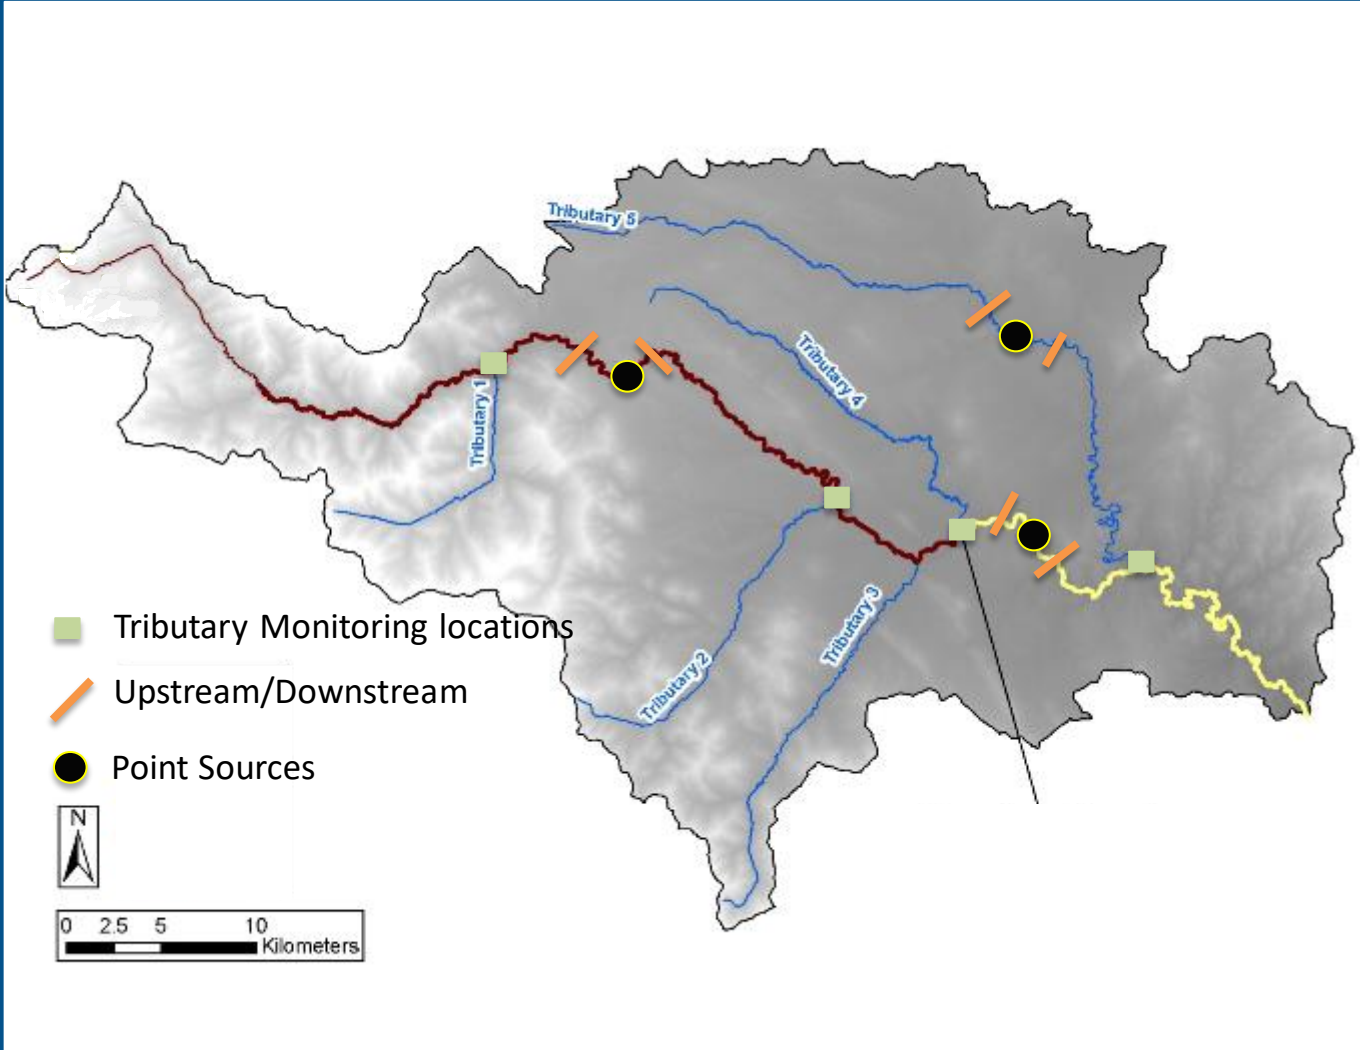 Tributary 5
Tributary 4
Tributary 1
Tributary 3
Tributary 2
Tributary Monitoring locations
Upstream/Downstream
Point Sources
N
0 2.5 5 10
Kilometers